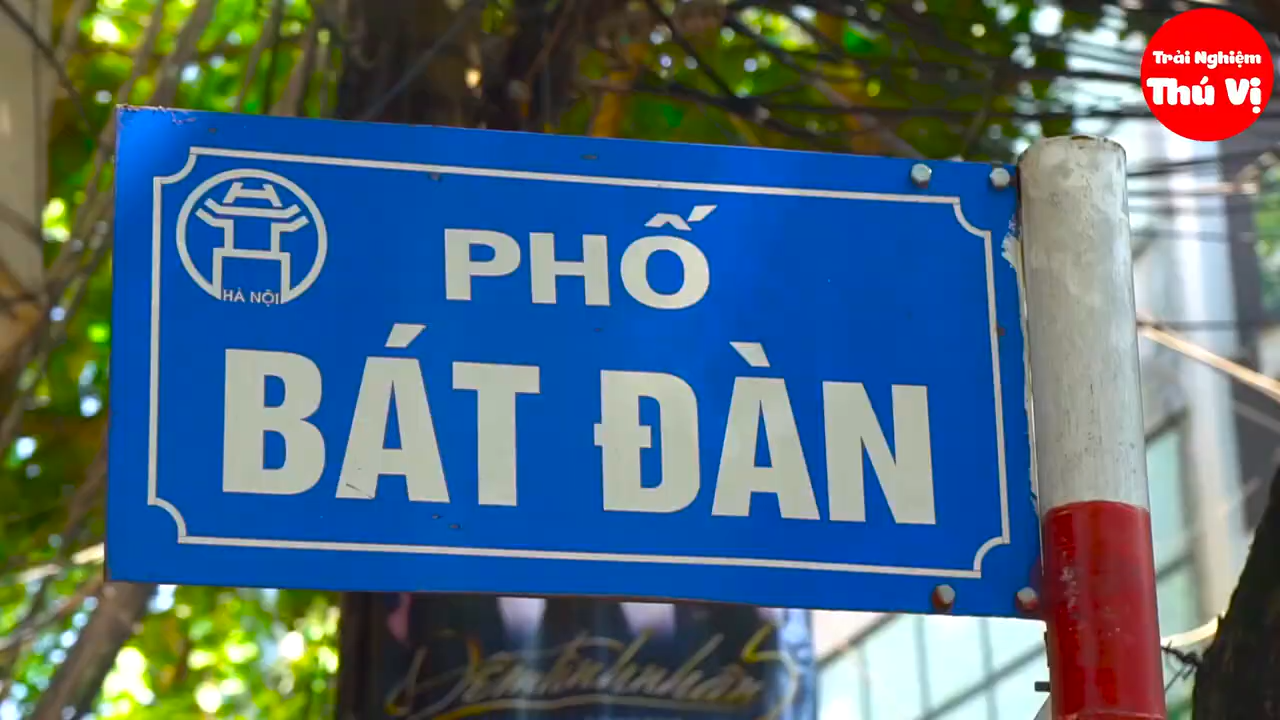 Trải Nghiệm
Thú Vị
HÀ NỘI
PHỐ
BÁT ĐÀN